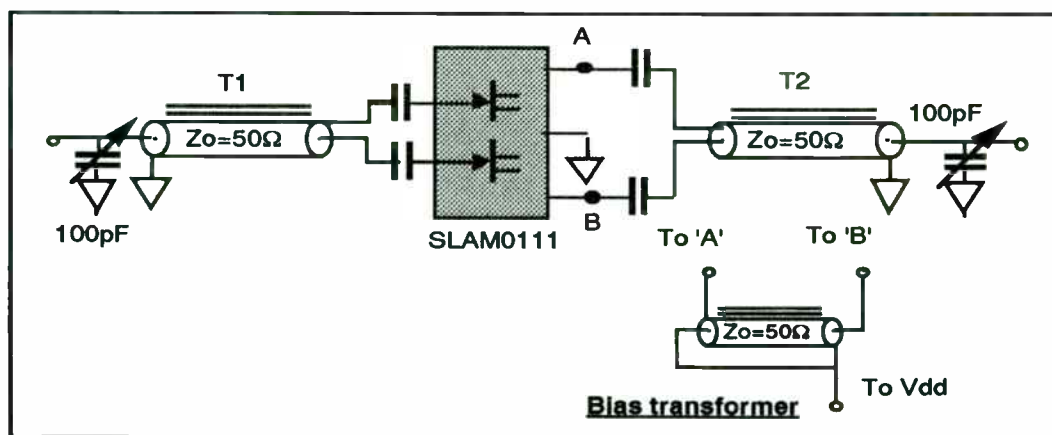 A
T1
T2
100pF
Zo=50Ω
Zo=50Ω
B
100pF
SLAM0111
To 'A'
To 'B'
Zo=50Ω
To Vdd
Bias transformer